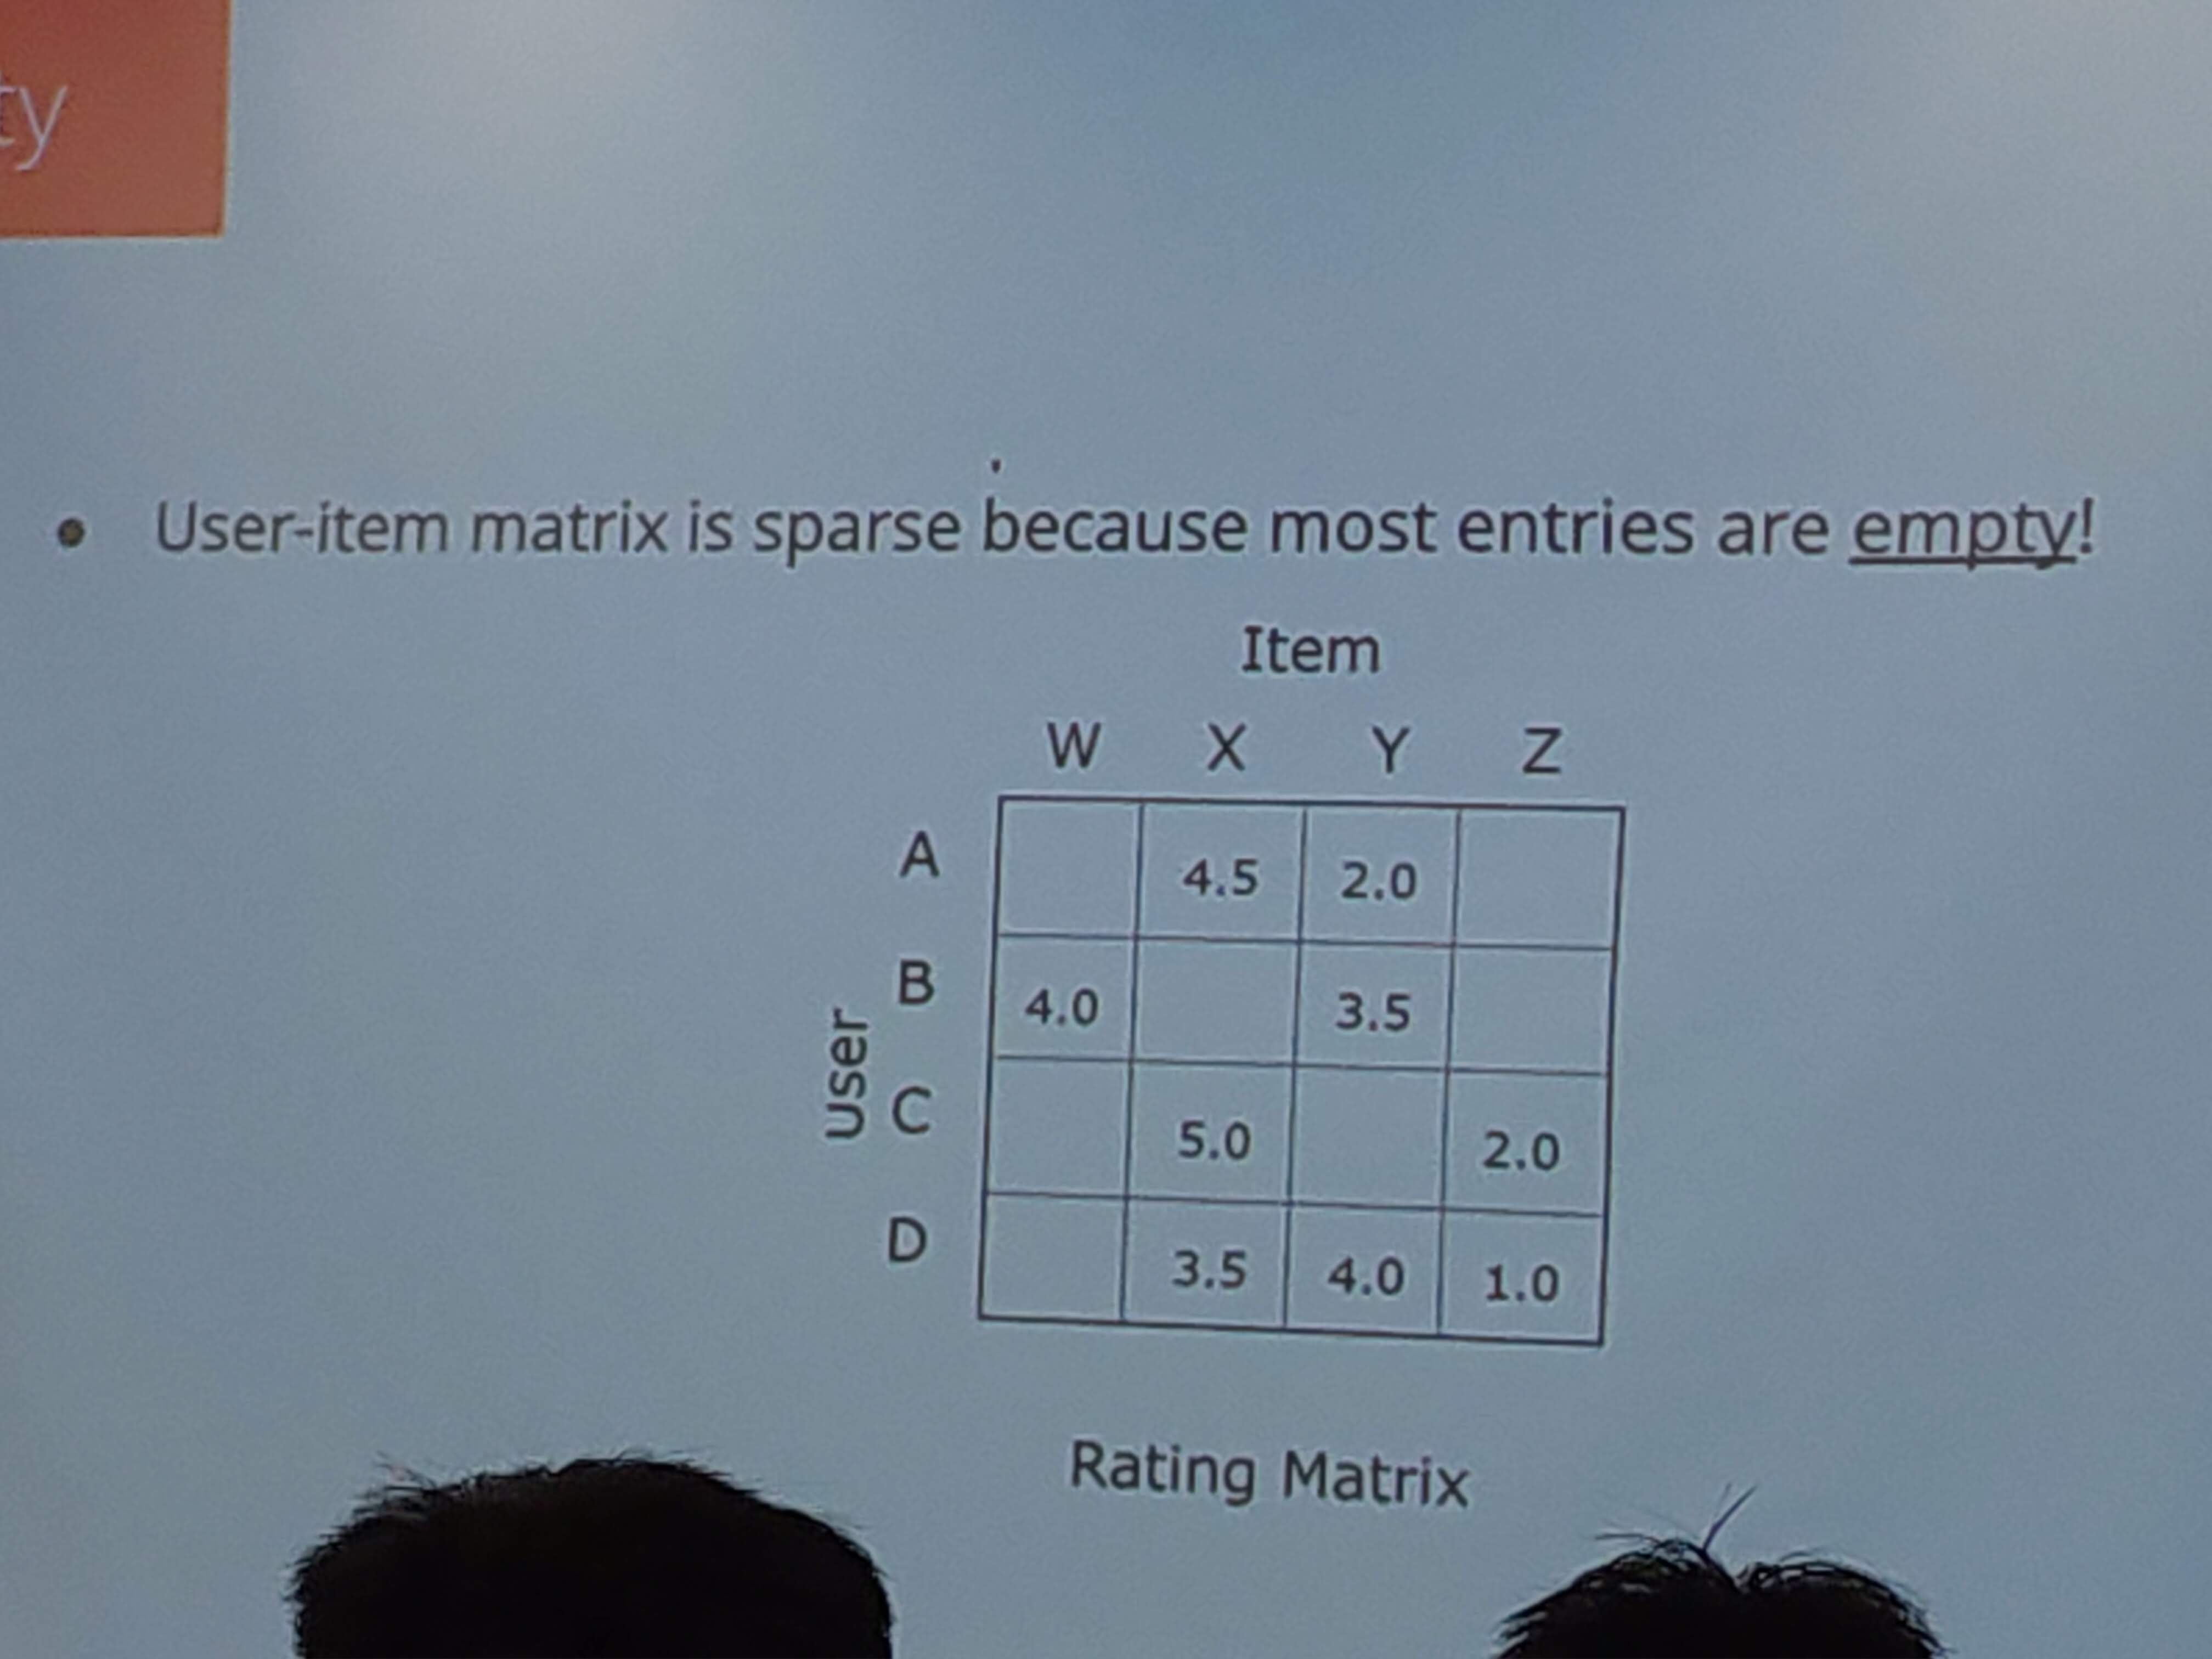 ty
• User-item matrix is sparse because most entries are empty!
Item
W X Y Z
A 4.5 2.0
B 4.0 3.5
User
C 5.0 2.0
D 3.5 4.0 1.0
Rating Matrix